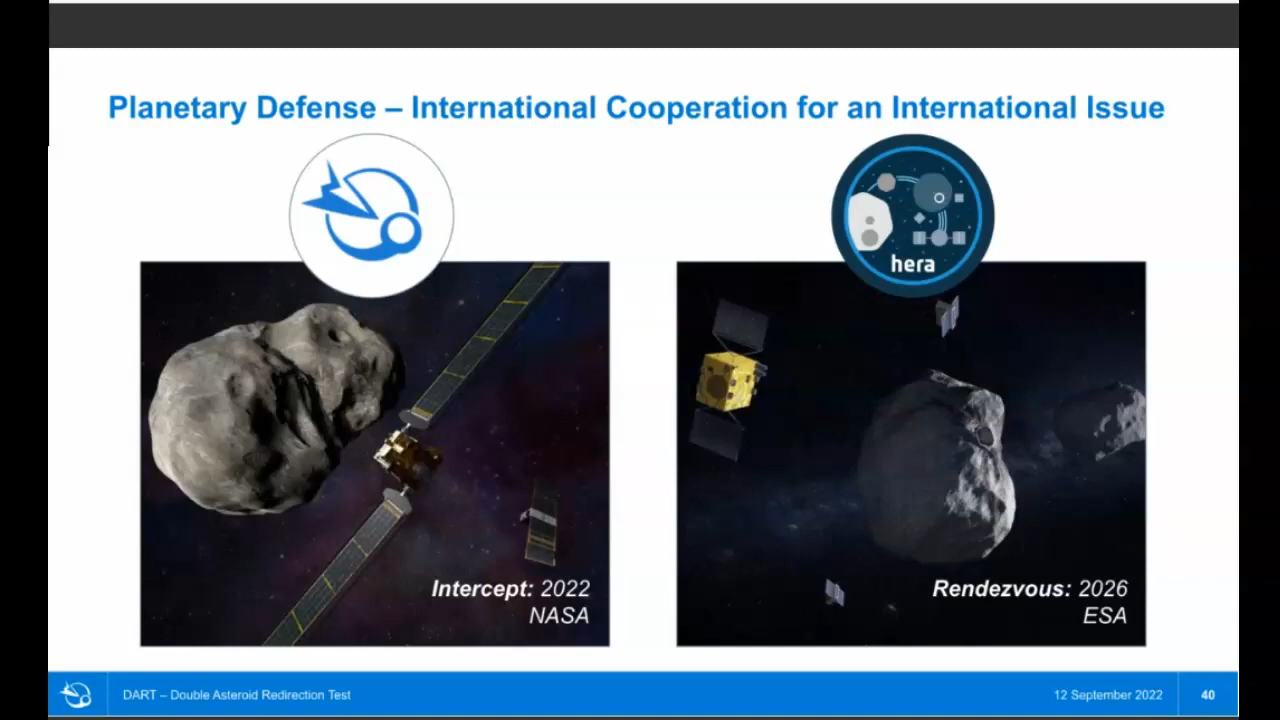 Planetary Defense – International Cooperation for an International Issue
hera
Intercept: 2022
NASA
Rendezvous: 2026
ESA
DART – Double Asteroid Redirection Test
12 September 2022
40